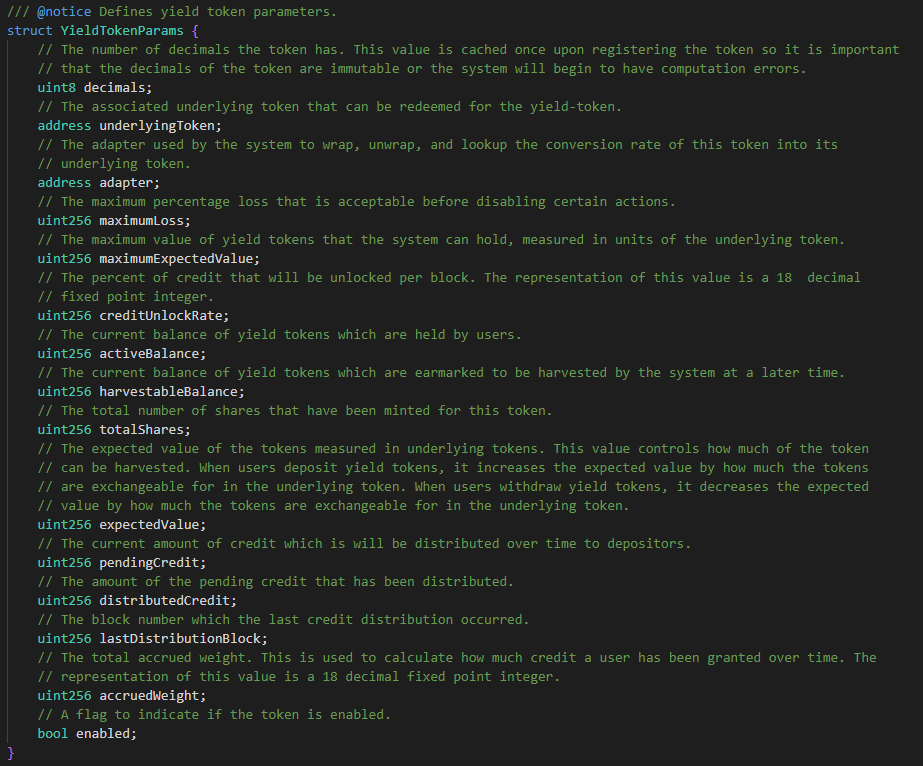 /// @notice Defines yield token parameters.
struct YieldTokenParams {
// The number of decimals the token has. This value is cached once upon registering the token so it is important
// that the decimals of the token are immutable or the system will begin to have computation errors.
uint8 decimals;
// The associated underlying token that can be redeemed for the yield-token.
address underlyingToken;
// The adapter used by the system to wrap, unwrap, and lookup the conversion rate of this token into its
// underlying token.
address adapter;
// The maximum percentage loss that is acceptable before disabling certain actions.
uint256 maximumLoss;
// The maximum value of yield tokens that the system can hold, measured in units of the underlying token.
uint256 maximumExpectedValue;
// The percent of credit that will be unlocked per block. The representation of this value is a 18  decimal
// fixed point integer.
uint256 creditUnlockRate;
// The current balance of yield tokens which are held by users.
uint256 activeBalance;
// The current balance of yield tokens which are earmarked to be harvested by the system at a later time.
uint256 harvestableBalance;
// The total number of shares that have been minted for this token.
uint256 totalShares;
// The expected value of the tokens measured in underlying tokens. This value controls how much of the token
// can be harvested. When users deposit yield tokens, it increases the expected value by how much the tokens
// are exchangeable for in the underlying token. When users withdraw yield tokens, it decreases the expected
// value by how much the tokens are exchangeable for in the underlying token.
uint256 expectedValue;
// The current amount of credit which is will be distributed over time to depositors.
uint256 pendingCredit;
// The amount of the pending credit that has been distributed.
uint256 distributedCredit;
// The block number which the last credit distribution occurred.
uint256 lastDistributionBlock;
// The total accrued weight. This is used to calculate how much credit a user has been granted over time. The
// representation of this value is a 18 decimal fixed point integer.
uint256 accruedWeight;
// A flag to indicate if the token is enabled.
bool enabled;
}